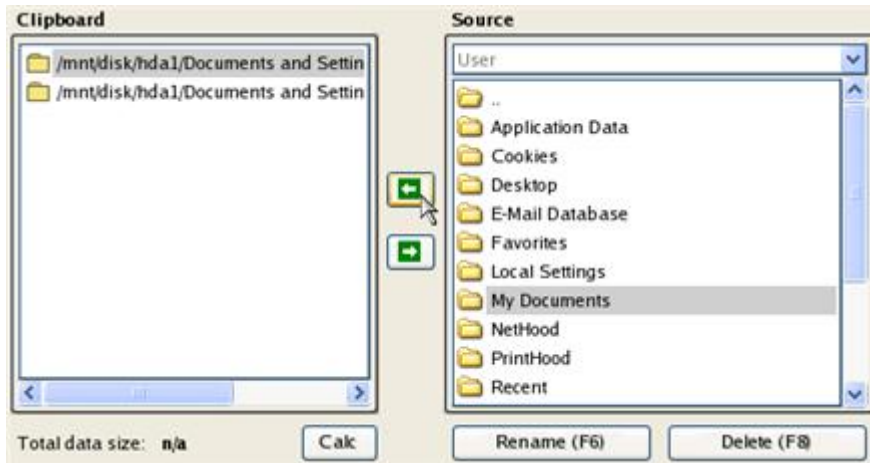 Clipboard
/mnt/disk/hda1/Documents and Settin
/mnt/disk/hda1/Documents and Settin
Total data size: n/a
Calc
Source
User
..
Application Data
Cookies
Desktop
E-Mail Database
Favorites
Local Settings
My Documents
NetHood
PrintHood
Recent
Rename (F6)
Delete (F8)